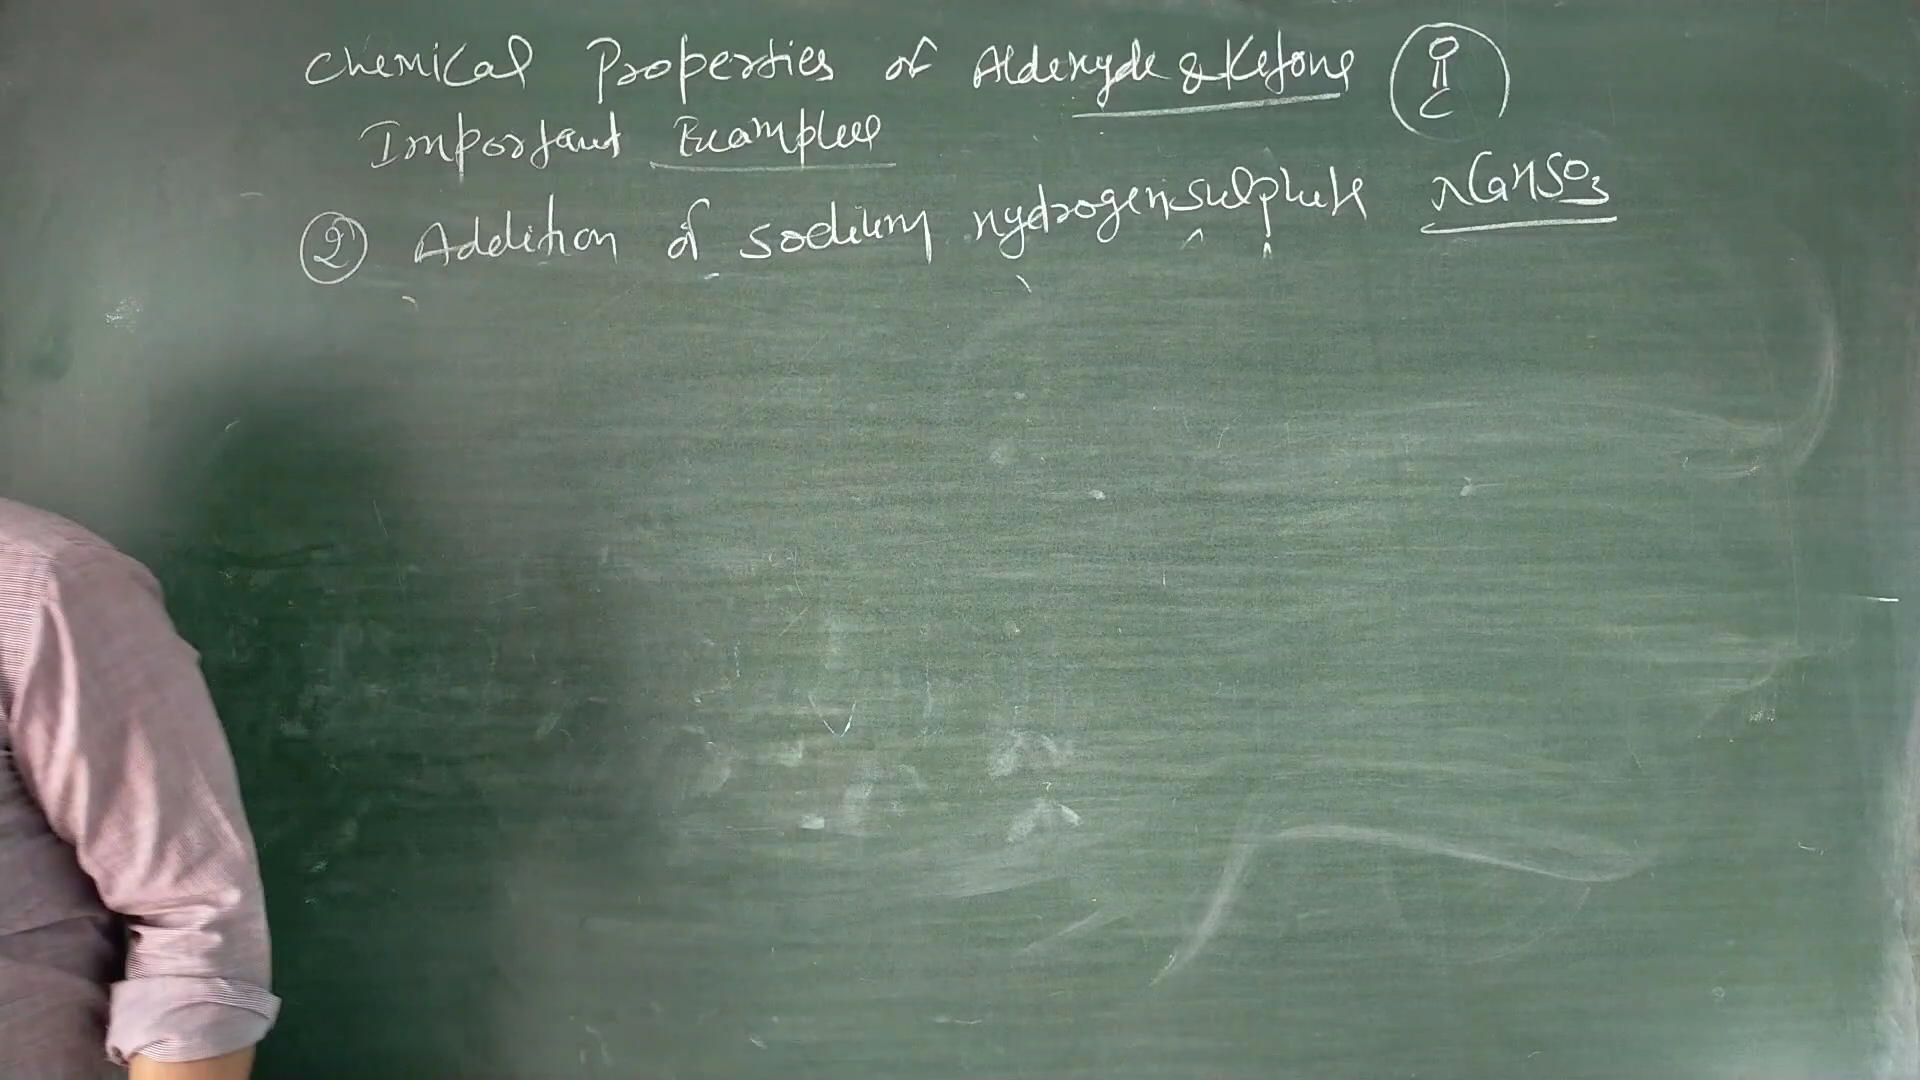 Chemical Properties of Aldehyde & Ketone O=C
Important Examples
② Addition of sodium hydrogensulphite NaHSO3